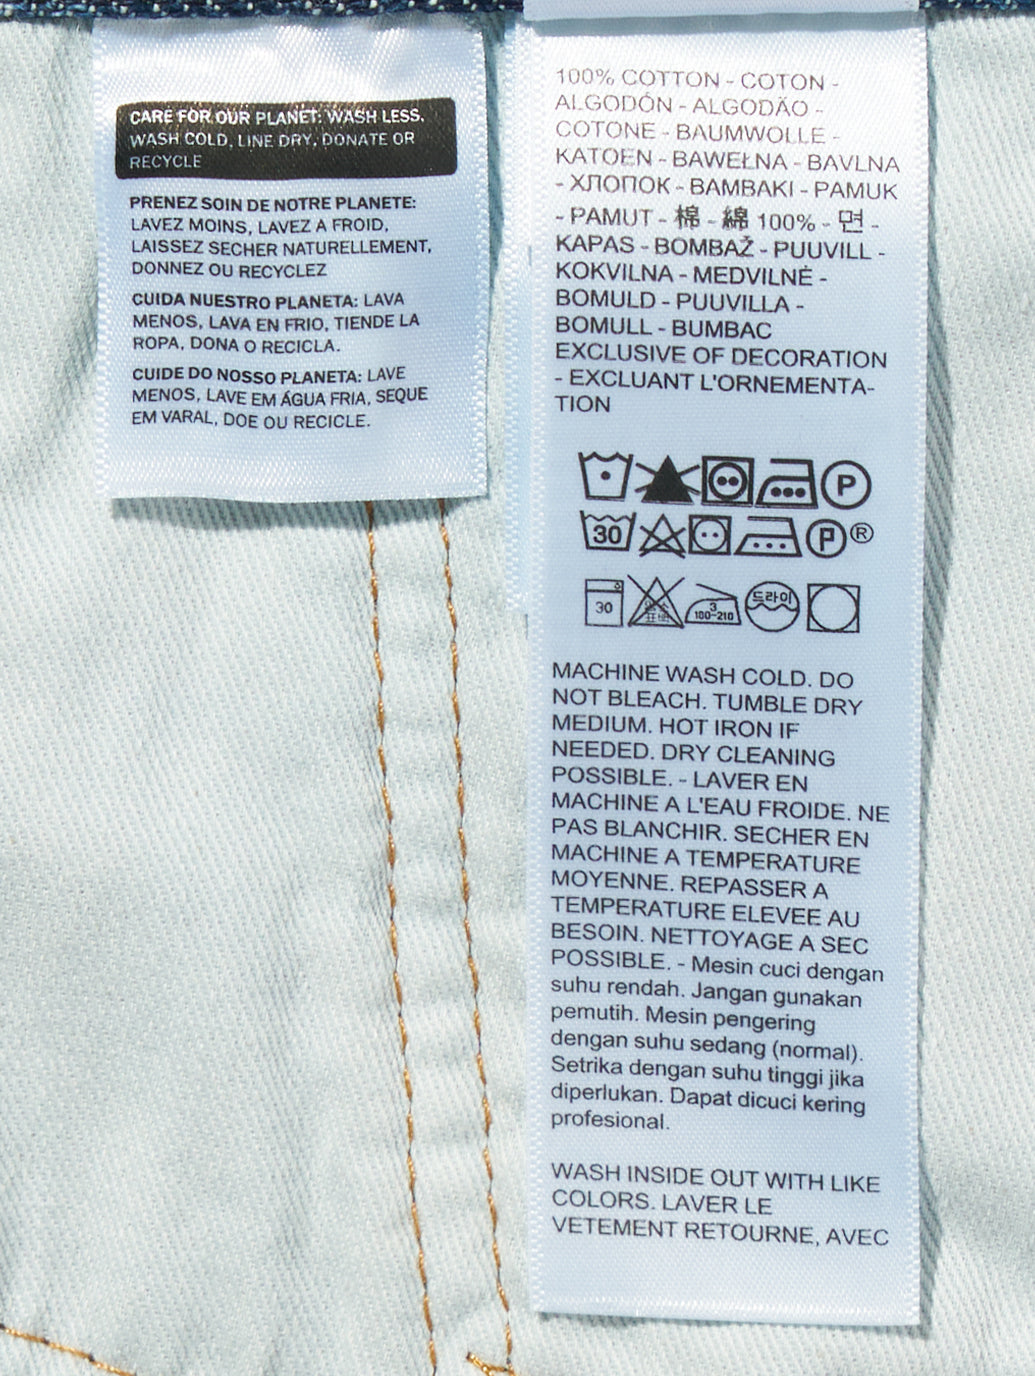 CARE FOR OUR PLANET: WASH LESS,
WASH COLD, LINE DRY, DONATE OR
RECYCLE
PRENEZ SOIN DE NOTRE PLANETE:
LAVEZ MOINS, LAVEZ A FROID,
LAISSEZ SECHER NATURELLEMENT,
DONNEZ OU RECYCLEZ
CUIDA NUESTRO PLANETA: LAVA
MENOS, LAVA EN FRIO, TIENDE LA
ROPA, DONA O RECICLA.
CUIDE DO NOSSO PLANETA: LAVE
MENOS, LAVE EM ÁGUA FRIA, SEQUE
EM VARAL, DOE OU RECICLE.
100% COTTON - COTON -
ALGODÓN - ALGODÃO -
COTONE - BAUMWOLLE -
KATOEN - BAWEŁNA - BAVLNA
- ХЛОПОК - BAMBAKI - PAMUK
- PAMUT - 棉 - 綿 100% - 면 -
KAPAS - BOMBAŽ - PUUVILL -
KOKVILNA - MEDVILNĖ -
BOMULD - PUUVILLA -
BOMULL - BUMBAC
EXCLUSIVE OF DECORATION
- EXCLUANT L'ORNEMENTA-
TION
P
30 P ®
30 3 180-210 드라이
MACHINE WASH COLD. DO
NOT BLEACH. TUMBLE DRY
MEDIUM. HOT IRON IF
NEEDED. DRY CLEANING
POSSIBLE. - LAVER EN
MACHINE A L'EAU FROIDE. NE
PAS BLANCHIR. SECHER EN
MACHINE A TEMPERATURE
MOYENNE. REPASSER A
TEMPERATURE ELEVEE AU
BESOIN. NETTOYAGE A SEC
POSSIBLE. - Mesin cuci dengan
suhu rendah. Jangan gunakan
pemutih. Mesin pengering
dengan suhu sedang (normal).
Setrika dengan suhu tinggi jika
diperlukan. Dapat dicuci kering
profesional.
WASH INSIDE OUT WITH LIKE
COLORS. LAVER LE
VETEMENT RETOURNE, AVEC